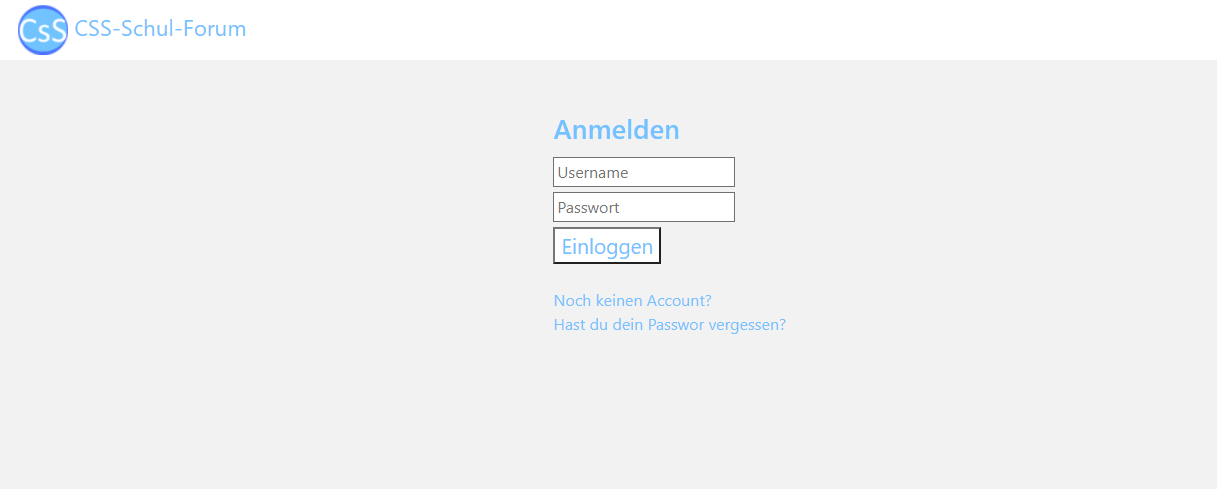 CsS CSS-Schul-Forum
Anmelden
Username
Passwort
Einloggen
Noch keinen Account?
Hast du dein Passwor vergessen?